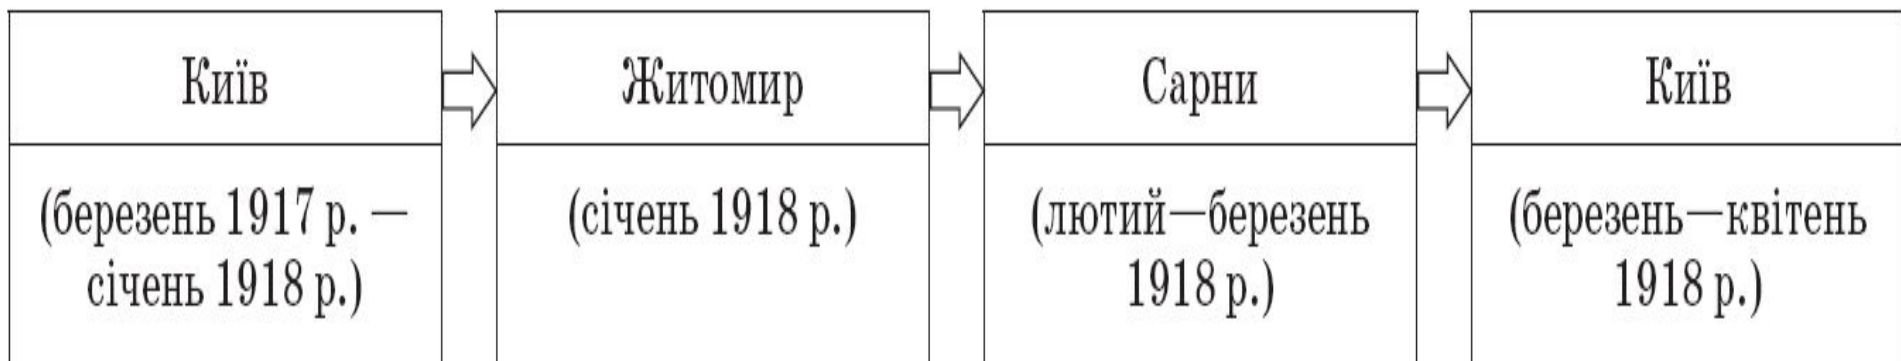 Київ
(березень 1917 р. —
січень 1918 р.)
Житомир
(січень 1918 р.)
Сарни
(лютий—березень
1918 р.)
Київ
(березень—квітень
1918 р.)